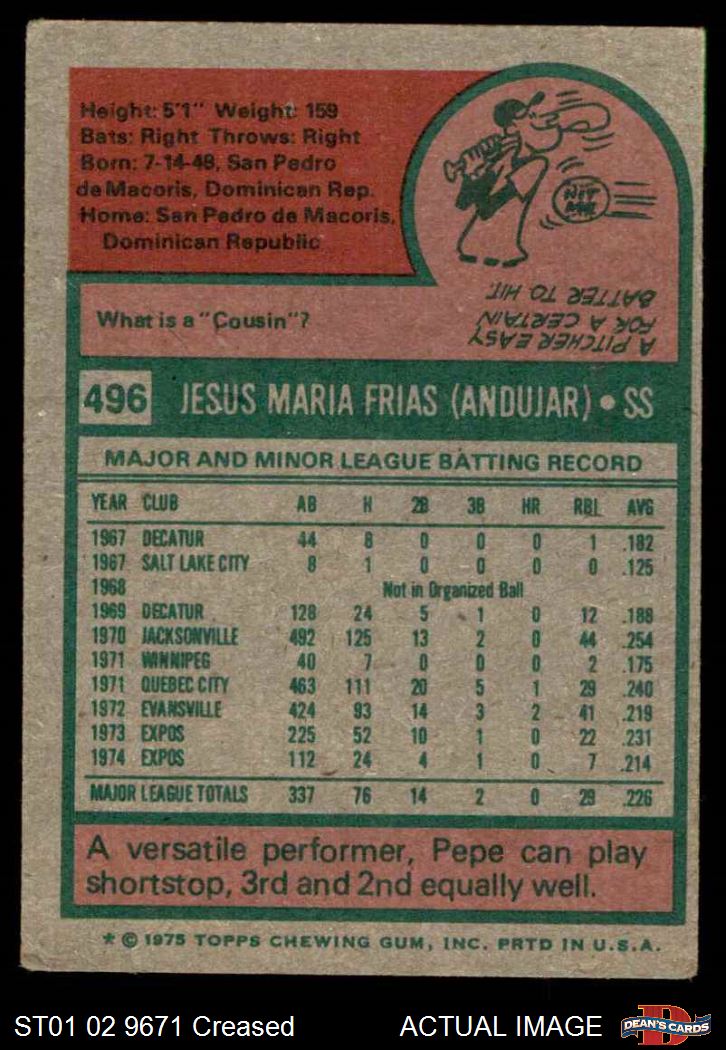 Height: 5'1" Weight: 159
Bats: Right Throws: Right
Born: 7-14-48, San Pedro
de Macoris, Dominican Rep.
Home: San Pedro de Macoris,
Dominican Republic
HIT ME
What is a "Cousin"?
A PITCHER EASY
FOR A CERTAIN
BATTER TO HIT
496 JESUS MARIA FRIAS (ANDUJAR) • SS
MAJOR AND MINOR LEAGUE BATTING RECORD
YEAR CLUB AB H 2B 3B HR RBI AVG
1967 DECATUR 44 8 0 0 0 1 .182
1967 SALT LAKE CITY 8 1 0 0 0 0 .125
1968 Not in Organized Ball
1969 DECATUR 128 24 5 1 0 12 .188
1970 JACKSONVILLE 492 125 13 2 0 44 .254
1971 WINNIPEG 40 7 0 0 0 2 .175
1971 QUEBEC CITY 463 111 20 5 1 29 .240
1972 EVANSVILLE 424 93 14 3 2 41 .219
1973 EXPOS 225 52 10 1 0 22 .231
1974 EXPOS 112 24 4 1 0 7 .214
MAJOR LEAGUE TOTALS 337 76 14 2 0 29 .226
A versatile performer, Pepe can play
shortstop, 3rd and 2nd equally well.
* © 1975 TOPPS CHEWING GUM, INC. PRTD IN U.S.A.
ST01 02 9671 Creased ACTUAL IMAGE
D
DEAN'S CARDS